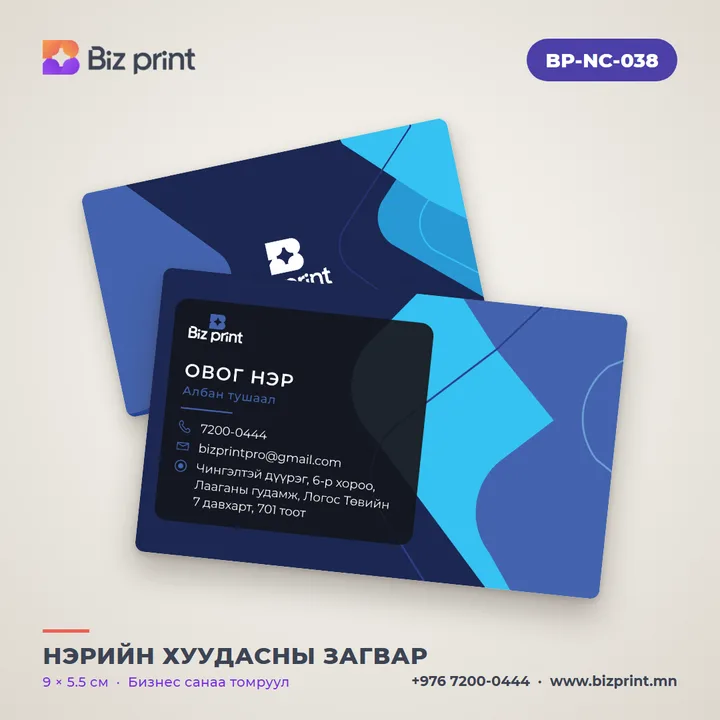 Biz print
BP-NC-038
Biz print
ОВОГ НЭР
Албан тушаал
7200-0444
bizprintpro@gmail.com
Чингэлтэй дүүрэг, 6-р хороо,
Лааганы гудамж, Логос Төвийн
7 давхарт, 701 тоот
НЭРИЙН ХУУДАСНЫ ЗАГВАР
9 × 5.5 см · Бизнес санаа томруул
+976 7200-0444 · www.bizprint.mn